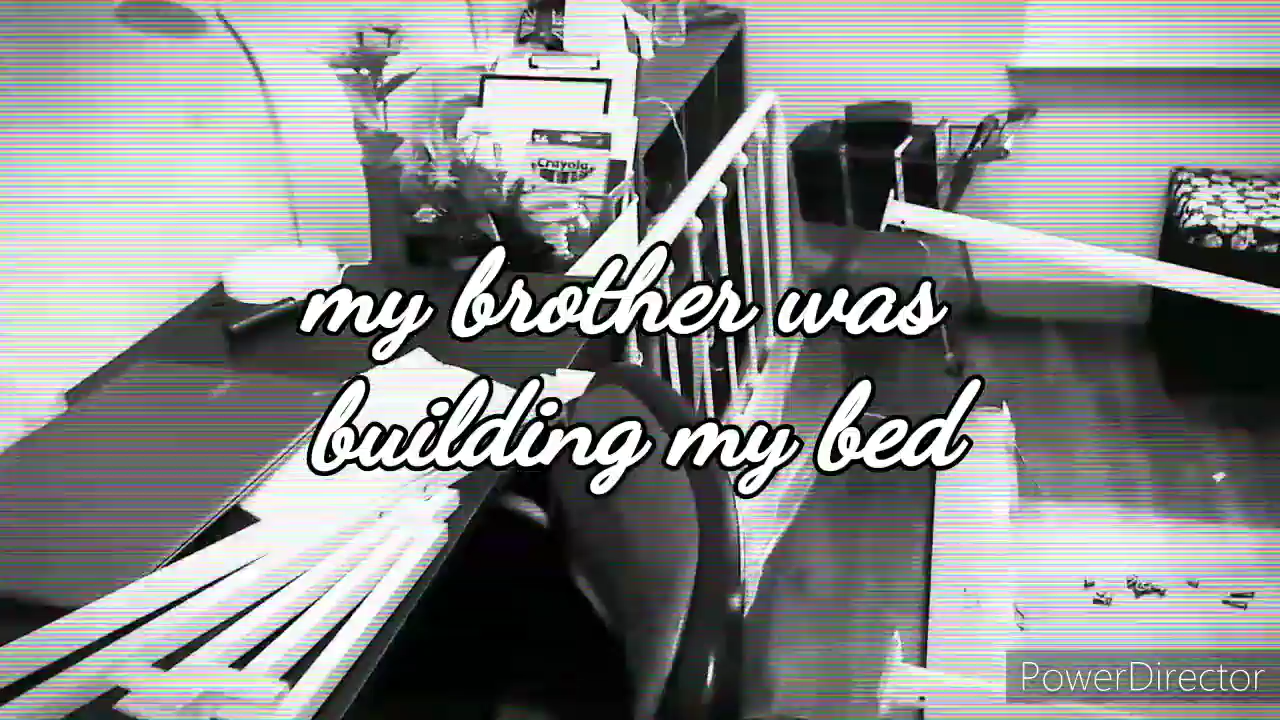 Crayola
my brother was
building my bed
PowerDirector